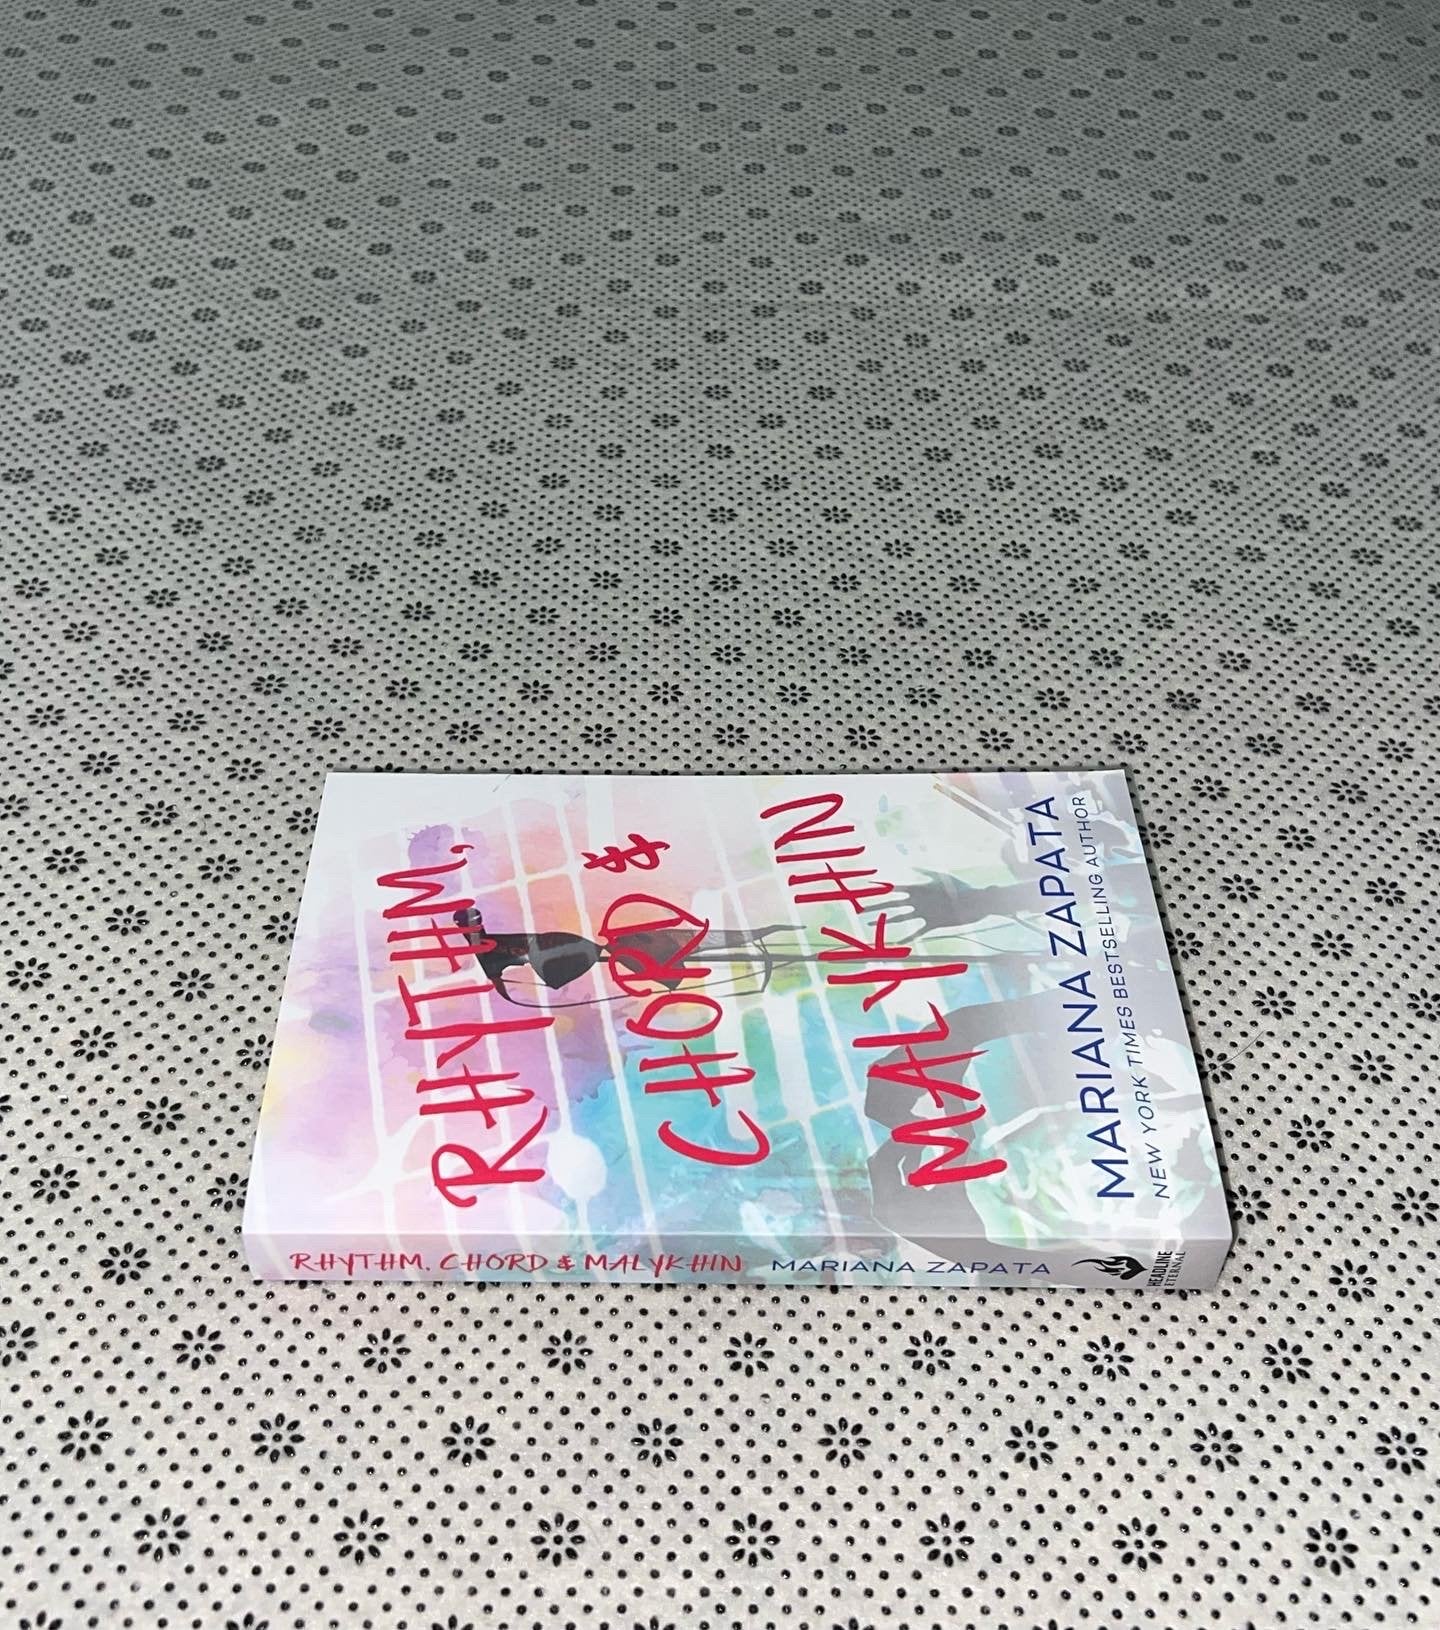 RHYTHM,
CHORD &
MALYKHIN
MARIANA ZAPATA
NEW YORK TIMES BESTSELLING AUTHOR
RHYTHM, CHORD & MALYKHIN MARIANA ZAPATA
HEADLINE
ETERNAL